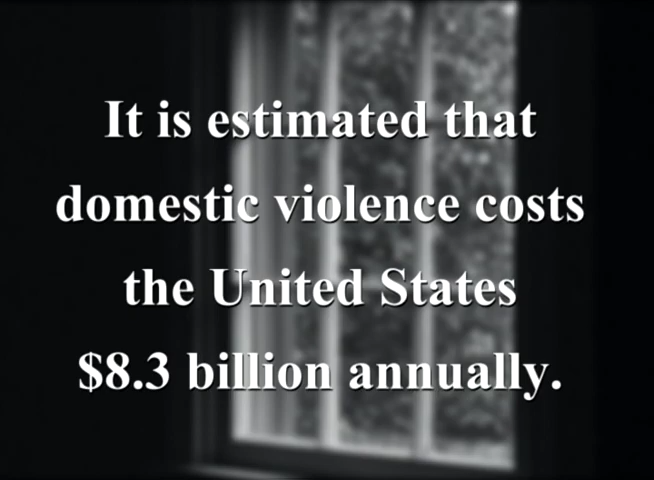 It is estimated that
domestic violence costs
the United States
$8.3 billion annually.